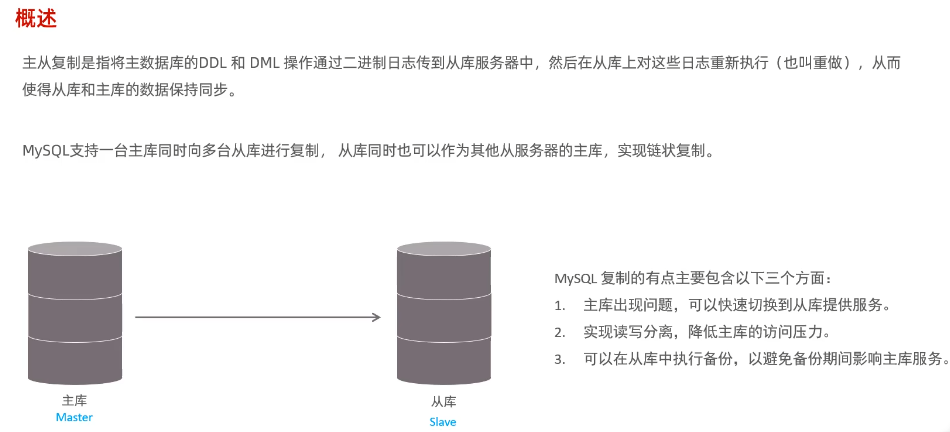 概述
主从复制是指将主数据库的DDL 和 DML 操作通过二进制日志传到从库服务器中，然后在从库上对这些日志重新执行（也叫重做），从而
使得从库和主库的数据保持同步。
MySQL支持一台主库同时向多台从库进行复制， 从库同时也可以作为其他从服务器的主库，实现链状复制。
MySQL 复制的有点主要包含以下三个方面：
1. 主库出现问题，可以快速切换到从库提供服务。
2. 实现读写分离，降低主库的访问压力。
3. 可以在从库中执行备份，以避免备份期间影响主库服务。
主库
Master
从库
Slave